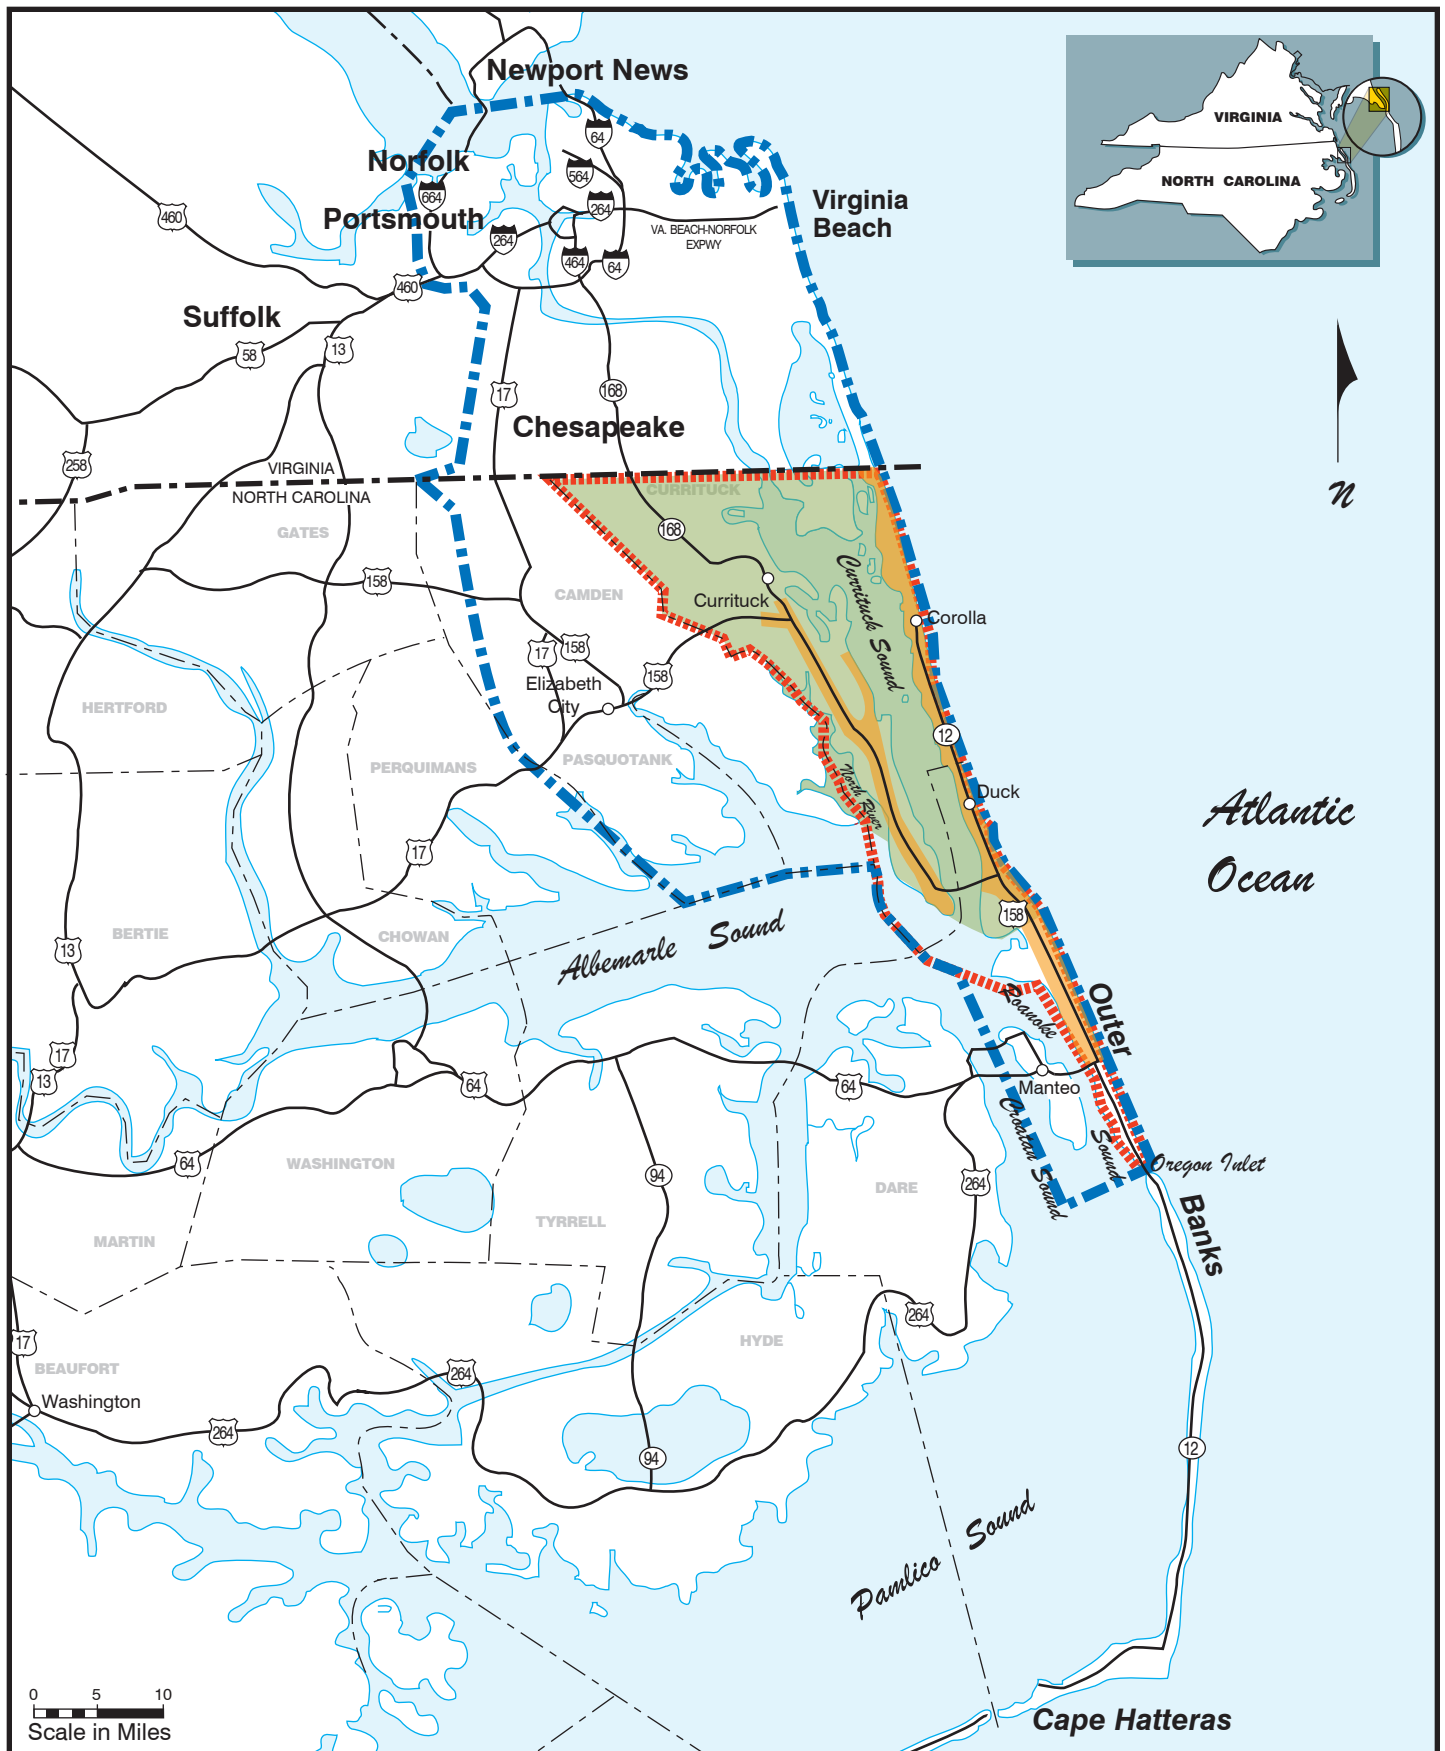 Newport News
VIRGINIA
NORTH CAROLINA
64
Norfolk
564
664
264
Portsmouth
Virginia
Beach
460
VA. BEACH-NORFOLK
EXPWY
264
464
64
460
Suffolk
58
13
17
168
Chesapeake
258
VIRGINIA
NORTH CAROLINA
CURRITUCK
N
GATES
168
158
CAMDEN
Currituck
Currituck Sound
Corolla
17
158
158
Elizabeth
City
HERTFORD
12
PERQUIMANS
PASQUOTANK
North River
Duck
Atlantic
Ocean
17
158
BERTIE
13
CHOWAN
Albemarle Sound
Roanoke
Outer
17
13
64
64
Manteo
Croatan Sound
Sound
Oregon Inlet
64
WASHINGTON
94
DARE
264
Banks
MARTIN
TYRRELL
264
17
HYDE
BEAUFORT
264
Washington
264
94
12
Pamlico Sound
0 5 10
Scale in Miles
Cape Hatteras